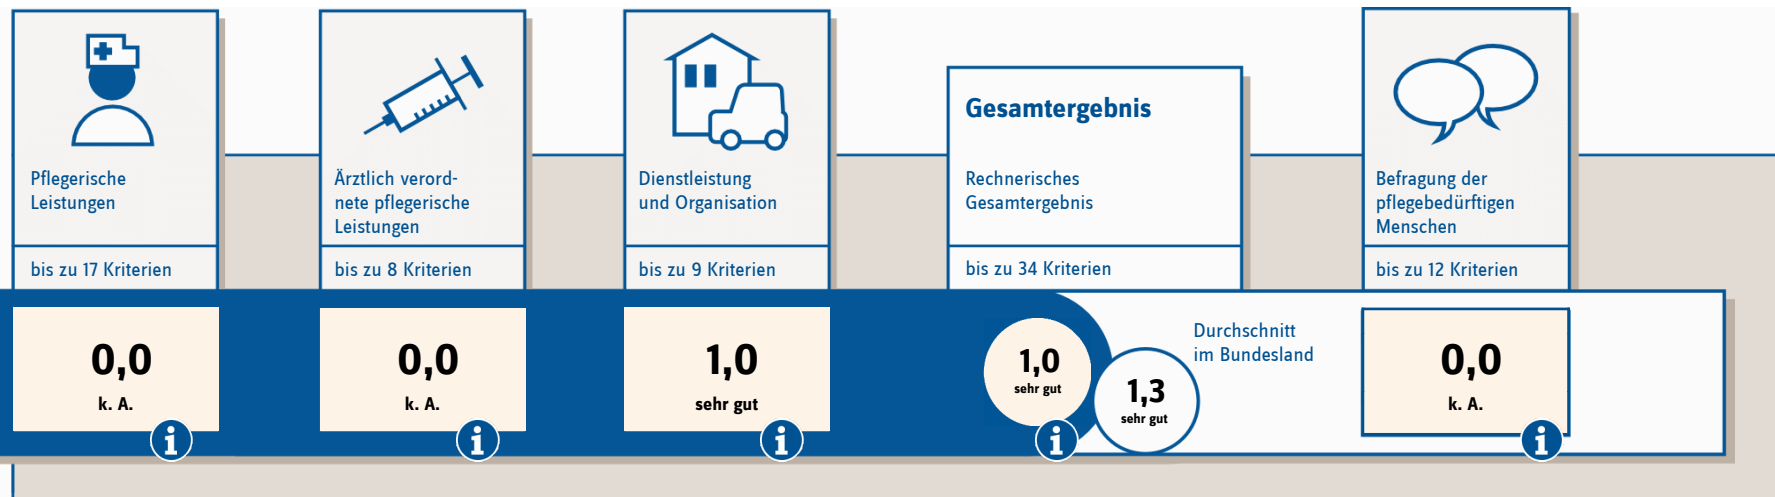 Pflegerische
Leistungen
bis zu 17 Kriterien
0,0
k. A.
i
Ärztlich verord-
nete pflegerische
Leistungen
bis zu 8 Kriterien
0,0
k. A.
i
Dienstleistung
und Organisation
bis zu 9 Kriterien
1,0
sehr gut
i
Gesamtergebnis
Rechnerisches
Gesamtergebnis
bis zu 34 Kriterien
1,0
sehr gut
i
1,3
sehr gut
Durchschnitt
im Bundesland
Befragung der
pflegebedürftigen
Menschen
bis zu 12 Kriterien
0,0
k. A.
i